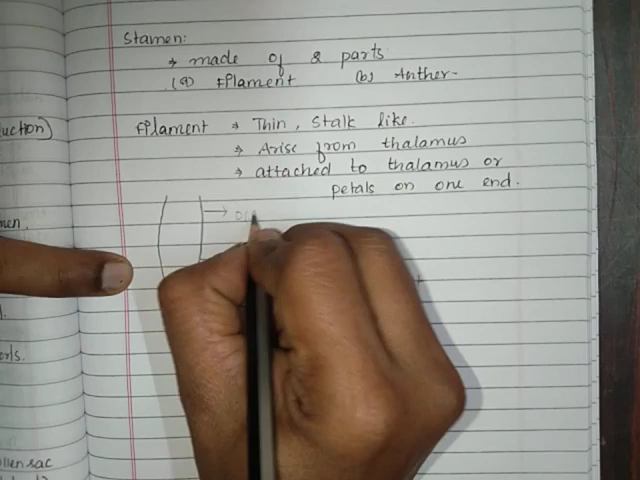 uction)
men.
orls.
ollen sac
Stamen:
→ made of 2 parts
(a) Filament (b) Anther-
Filament → Thin, Stalk like.
→ Arise from thalamus
→ attached to thalamus or
petals on one end.
→